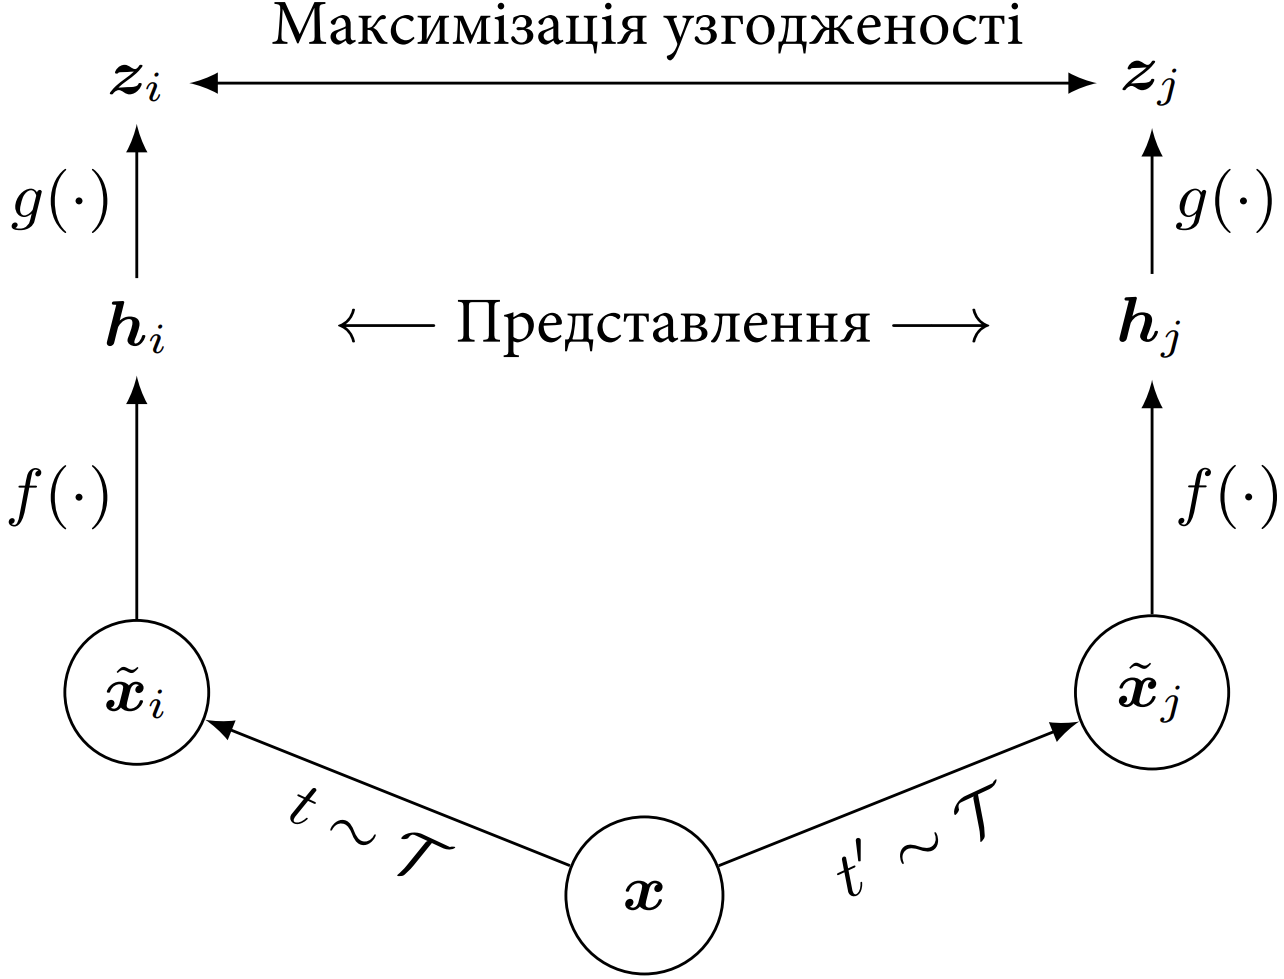 Максимізація узгодженості
z_i z_j
g(·) g(·)
h_i ← Представлення → h_j
f(·) f(·)
x̃_i x̃_j
t ~ 𝒯 t′ ~ 𝒯
x